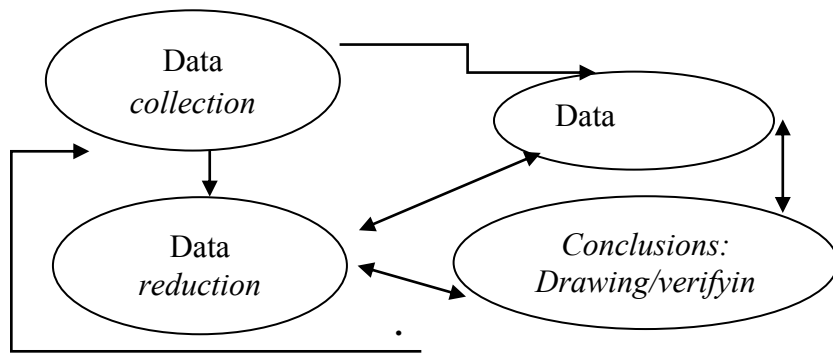 Data
collection
Data
Data
reduction
Conclusions:
Drawing/verifyin
.